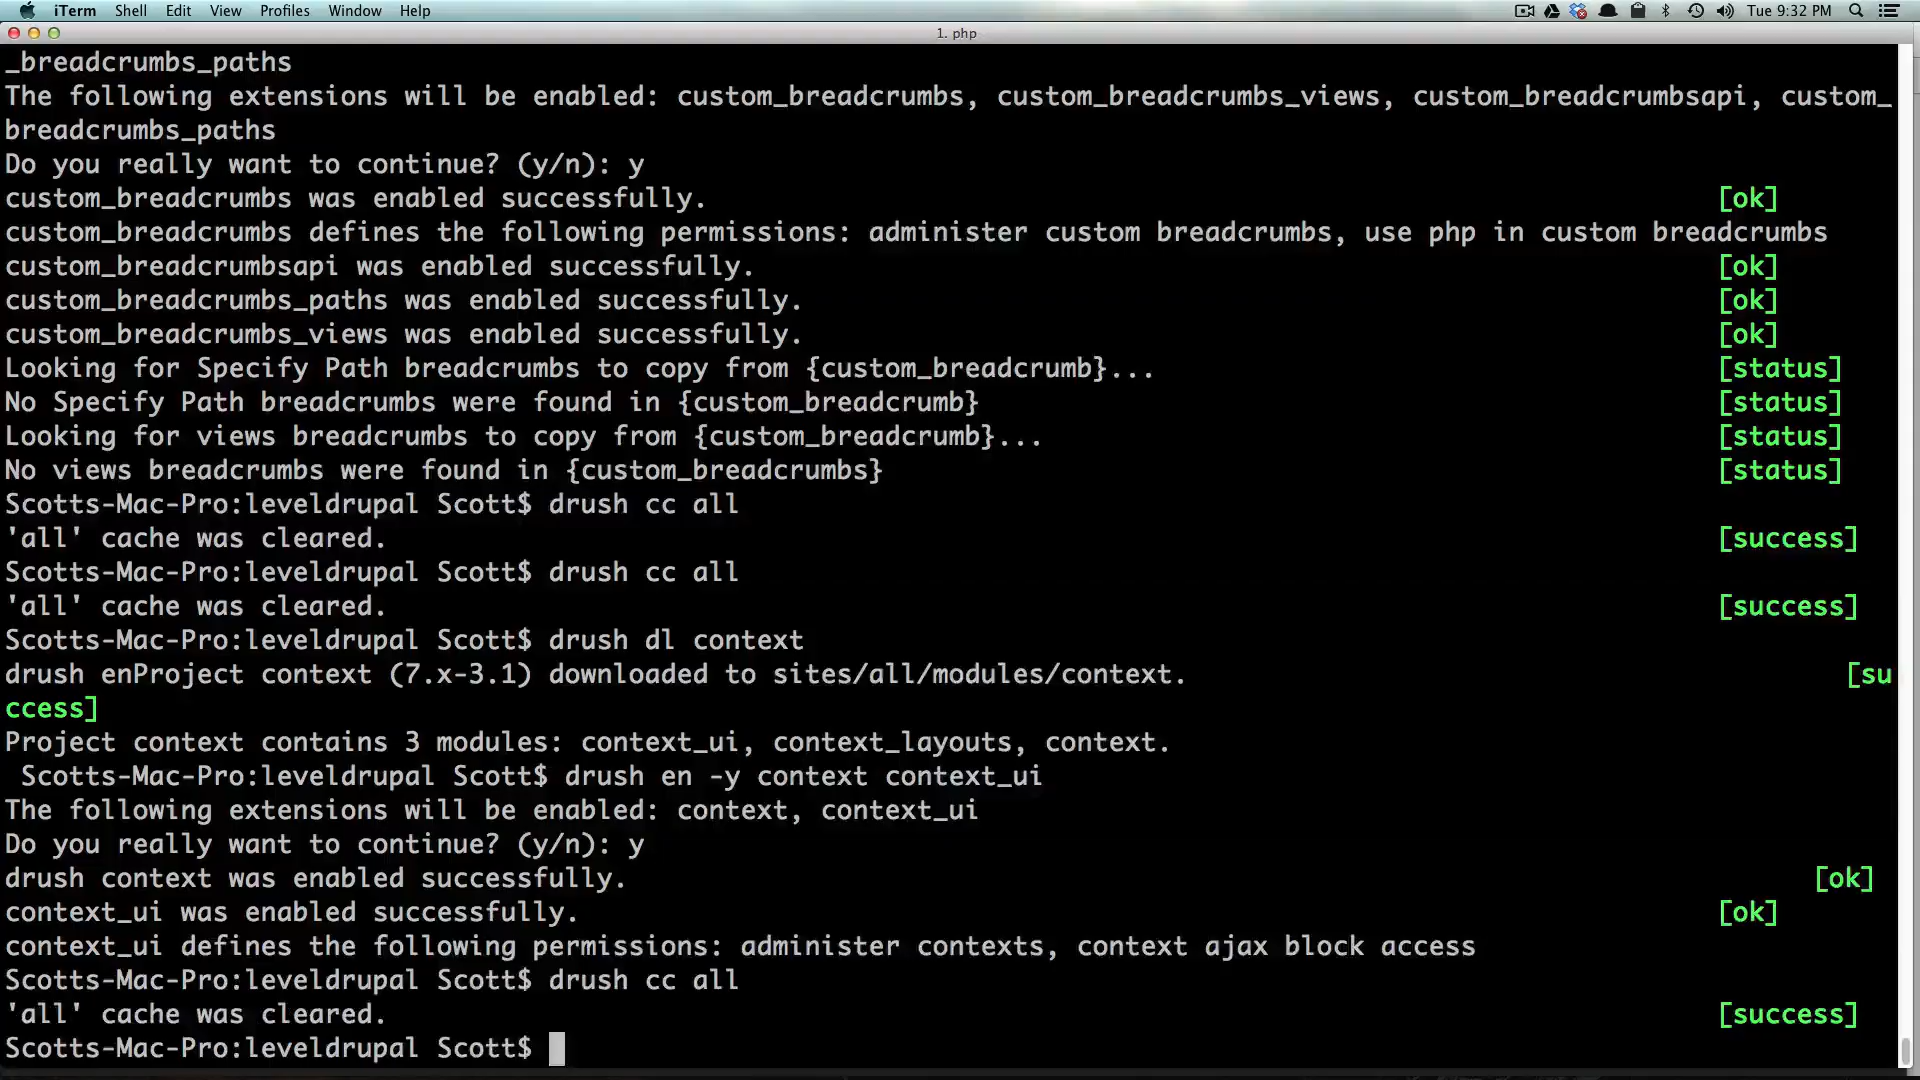 iTerm Shell Edit View Profiles Window Help Tue 9:32 PM
1. php
_breadcrumbs_paths
The following extensions will be enabled: custom_breadcrumbs, custom_breadcrumbs_views, custom_breadcrumbsapi, custom_
breadcrumbs_paths
Do you really want to continue? (y/n): y
custom_breadcrumbs was enabled successfully. [ok]
custom_breadcrumbs defines the following permissions: administer custom breadcrumbs, use php in custom breadcrumbs
custom_breadcrumbsapi was enabled successfully. [ok]
custom_breadcrumbs_paths was enabled successfully. [ok]
custom_breadcrumbs_views was enabled successfully. [ok]
Looking for Specify Path breadcrumbs to copy from {custom_breadcrumb}... [status]
No Specify Path breadcrumbs were found in {custom_breadcrumb} [status]
Looking for views breadcrumbs to copy from {custom_breadcrumb}... [status]
No views breadcrumbs were found in {custom_breadcrumbs} [status]
Scotts-Mac-Pro:leveldrupal Scott$ drush cc all
'all' cache was cleared. [success]
Scotts-Mac-Pro:leveldrupal Scott$ drush cc all
'all' cache was cleared. [success]
Scotts-Mac-Pro:leveldrupal Scott$ drush dl context
drush enProject context (7.x-3.1) downloaded to sites/all/modules/context. [su
ccess]
Project context contains 3 modules: context_ui, context_layouts, context.
Scotts-Mac-Pro:leveldrupal Scott$ drush en -y context context_ui
The following extensions will be enabled: context, context_ui
Do you really want to continue? (y/n): y
drush context was enabled successfully. [ok]
context_ui was enabled successfully. [ok]
context_ui defines the following permissions: administer contexts, context ajax block access
Scotts-Mac-Pro:leveldrupal Scott$ drush cc all
'all' cache was cleared. [success]
Scotts-Mac-Pro:leveldrupal Scott$